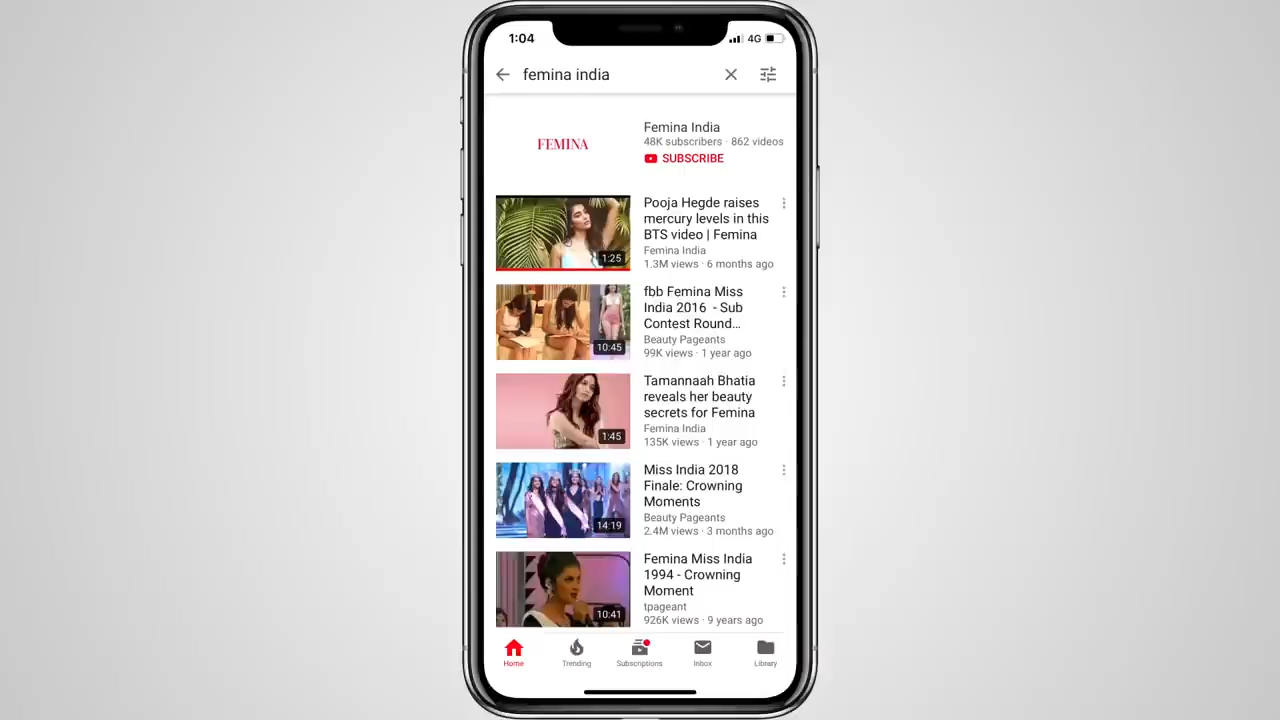 1:04
4G
femina india
FEMINA
Femina India
48K subscribers · 862 videos
SUBSCRIBE
Pooja Hegde raises
mercury levels in this
BTS video | Femina
Femina India
1.3M views · 6 months ago
1:25
fbb Femina Miss
India 2016 - Sub
Contest Round...
Beauty Pageants
99K views · 1 year ago
10:45
Tamannaah Bhatia
reveals her beauty
secrets for Femina
Femina India
135K views · 1 year ago
1:45
Miss India 2018
Finale: Crowning
Moments
Beauty Pageants
2.4M views · 3 months ago
14:19
Femina Miss India
1994 - Crowning
Moment
tpageant
926K views · 9 years ago
10:41
Home
Trending
Subscriptions
Inbox
Library